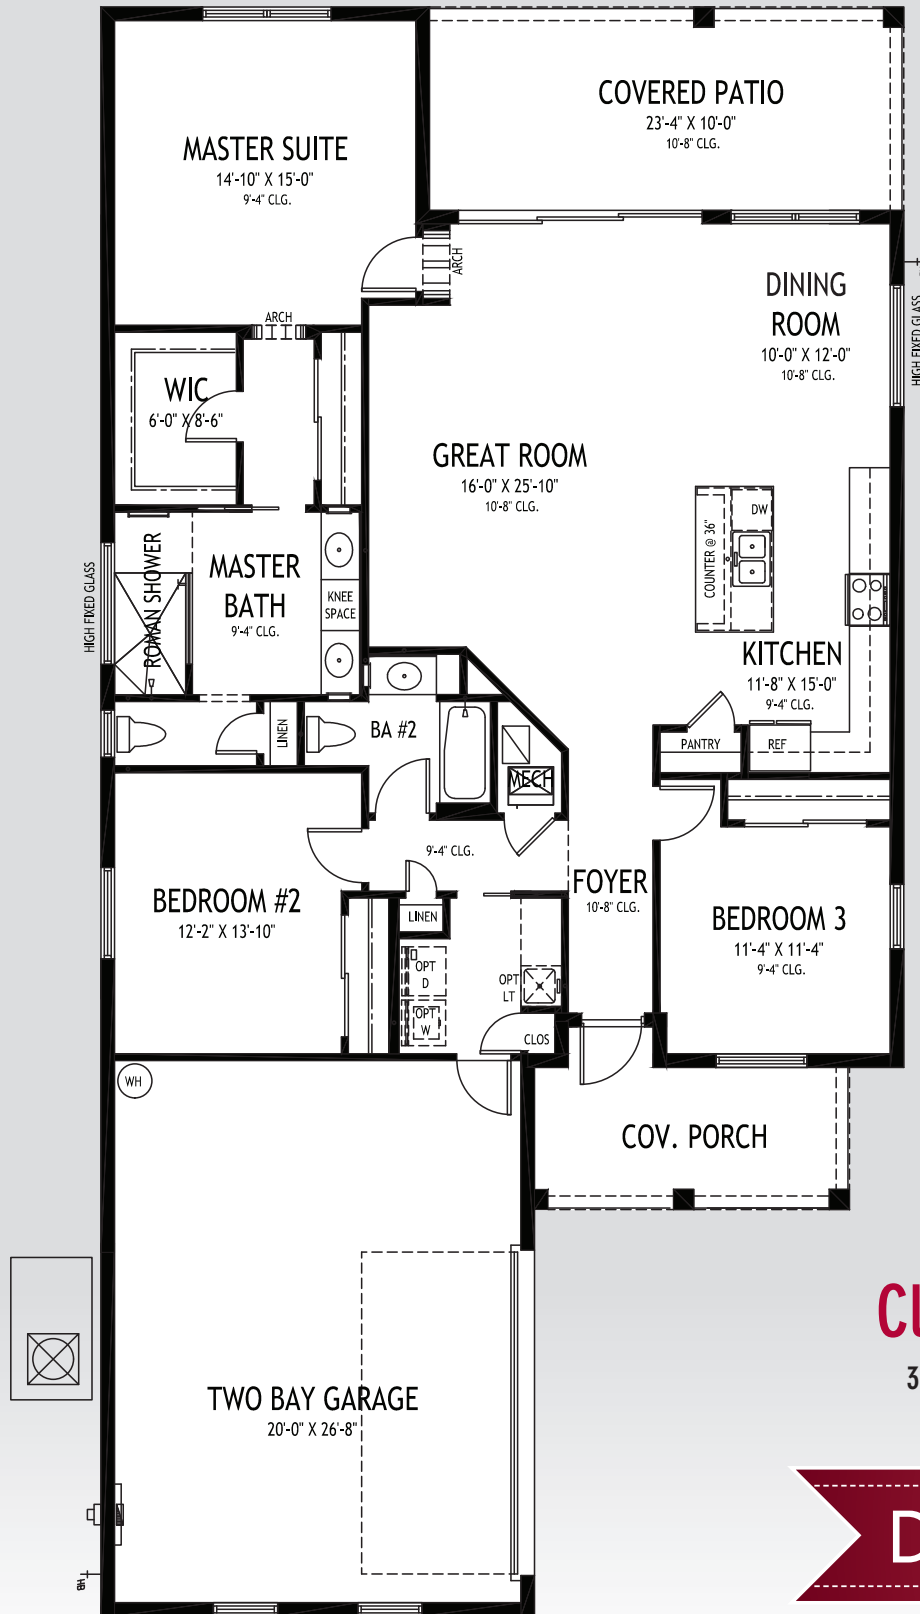 COVERED PATIO
23'-4" X 10'-0"
10'-8" CLG.
MASTER SUITE
14'-10" X 15'-0"
9'-4" CLG.
ARCH
ARCH
DINING
ROOM
10'-0" X 12'-0"
10'-8" CLG.
HIGH FIXED GLASS
WIC
6'-0" X 8'-6"
GREAT ROOM
16'-0" X 25'-10"
10'-8" CLG.
DW
COUNTER @ 36"
HIGH FIXED GLASS
ROMAN SHOWER
MASTER
BATH
9'-4" CLG.
KNEE
SPACE
KITCHEN
11'-8" X 15'-0"
9'-4" CLG.
LINEN
BA #2
PANTRY
REF
MECH
9'-4" CLG.
FOYER
10'-8" CLG.
BEDROOM #2
12'-2" X 13'-10"
LINEN
BEDROOM 3
11'-4" X 11'-4"
9'-4" CLG.
OPT
D
OPT
W
OPT
LT
CLOS
WH
COV. PORCH
TWO BAY GARAGE
20'-0" X 26'-8"
HB
3
D